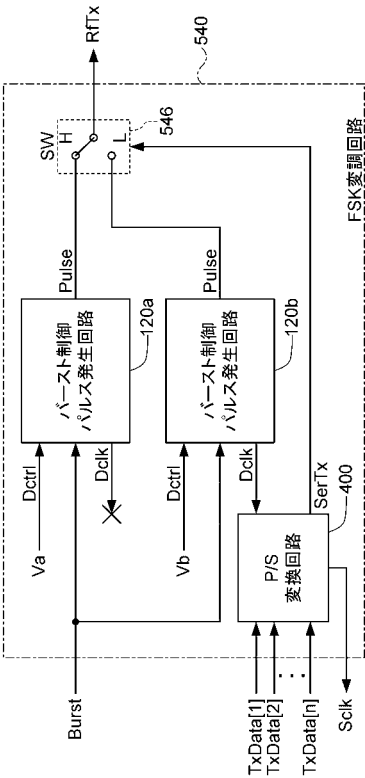 540
RfTx
SW
H
L
546
FSK変調回路
Pulse
Pulse
バースト制御
パルス発生回路
120a
バースト制御
パルス発生回路
120b
Dctrl
Dclk
Va
Dctrl
Dclk
Vb
SerTx
P/S
変換回路
400
Burst
TxData[1]
TxData[2]
···
TxData[n]
Sclk